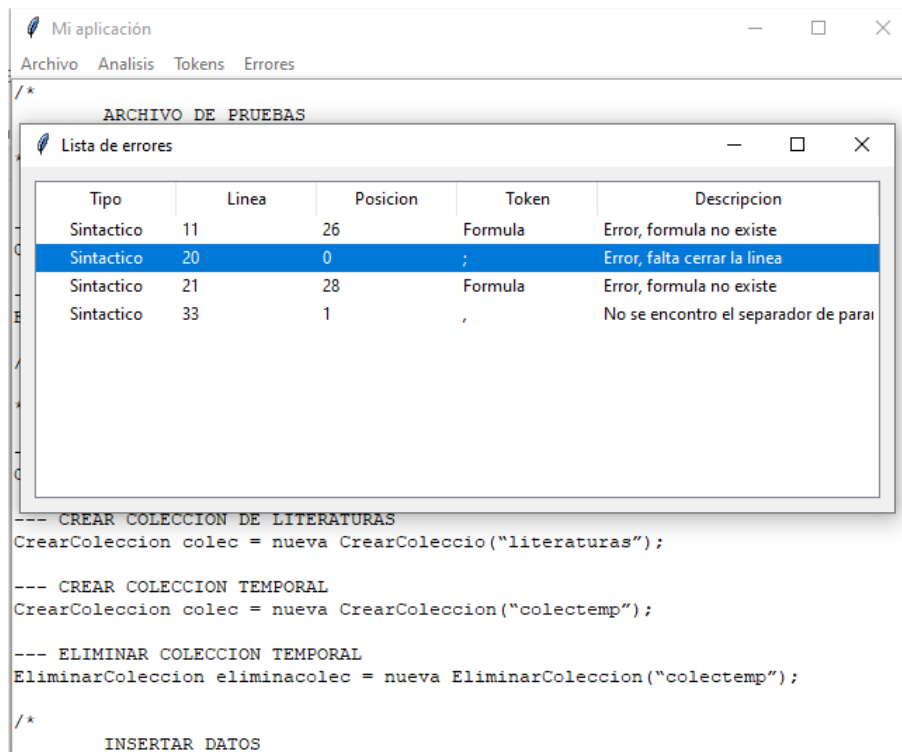 Mi aplicación
Archivo Analisis Tokens Errores
/*
ARCHIVO DE PRUEBAS
Lista de errores
Tipo Linea Posicion Token Descripcion
Sintactico 11 26 Formula Error, formula no existe
Sintactico 20 0 ; Error, falta cerrar la linea
Sintactico 21 28 Formula Error, formula no existe
Sintactico 33 1 , No se encontro el separador de para
--- CREAR COLECCION DE LITERATURAS
CrearColeccion colec = nueva CrearColeccio(“literaturas”);
--- CREAR COLECCION TEMPORAL
CrearColeccion colec = nueva CrearColeccion(“colectemp”);
--- ELIMINAR COLECCION TEMPORAL
EliminarColeccion eliminacolec = nueva EliminarColeccion(“colectemp”);
/*
INSERTAR DATOS